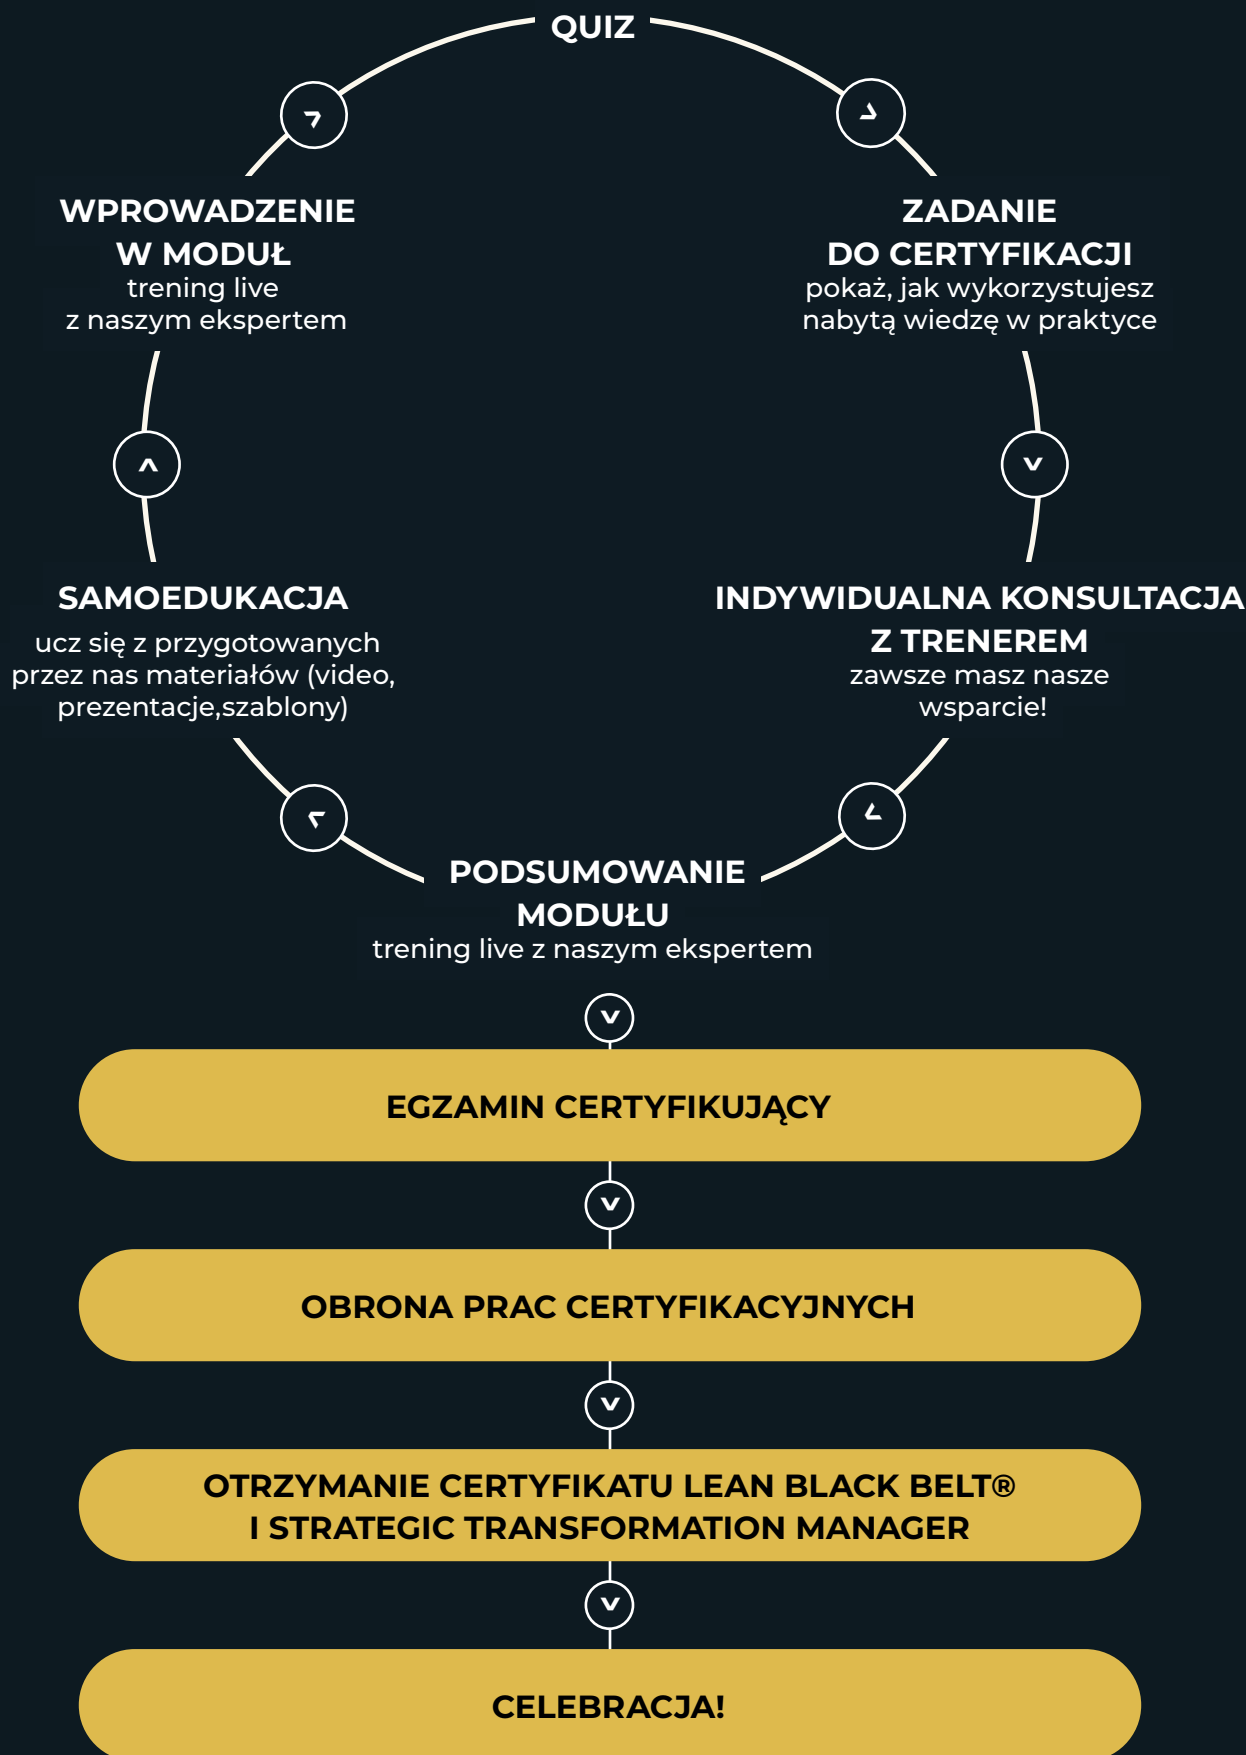 QUIZ
WPROWADZENIE
W MODUŁ
trening live
z naszym ekspertem
ZADANIE
DO CERTYFIKACJI
pokaż, jak wykorzystujesz
nabytą wiedzę w praktyce
SAMOEDUKACJA
ucz się z przygotowanych
przez nas materiałów (video,
prezentacje,szablony)
INDYWIDUALNA KONSULTACJA
Z TRENEREM
zawsze masz nasze
wsparcie!
PODSUMOWANIE
MODUŁU
trening live z naszym ekspertem
EGZAMIN CERTYFIKUJĄCY
OBRONA PRAC CERTYFIKACYJNYCH
OTRZYMANIE CERTYFIKATU LEAN BLACK BELT®
I STRATEGIC TRANSFORMATION MANAGER
CELEBRACJA!